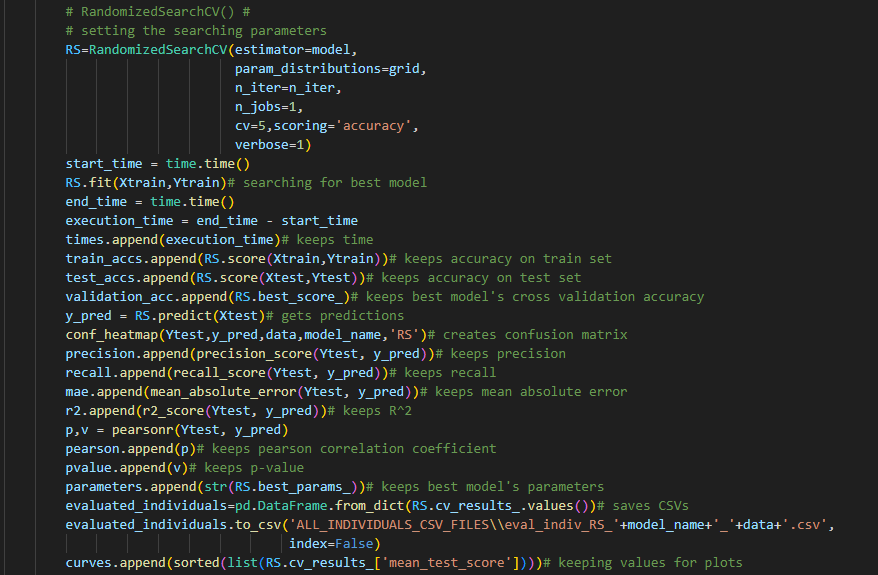 # RandomizedSearchCV() #
# setting the searching parameters
RS=RandomizedSearchCV(estimator=model,
param_distributions=grid,
n_iter=n_iter,
n_jobs=1,
cv=5,scoring='accuracy',
verbose=1)
start_time = time.time()
RS.fit(Xtrain,Ytrain)# searching for best model
end_time = time.time()
execution_time = end_time - start_time
times.append(execution_time)# keeps time
train_accs.append(RS.score(Xtrain,Ytrain))# keeps accuracy on train set
test_accs.append(RS.score(Xtest,Ytest))# keeps accuracy on test set
validation_acc.append(RS.best_score_)# keeps best model's cross validation accuracy
y_pred = RS.predict(Xtest)# gets predictions
conf_heatmap(Ytest,y_pred,data,model_name,'RS')# creates confusion matrix
precision.append(precision_score(Ytest, y_pred))# keeps precision
recall.append(recall_score(Ytest, y_pred))# keeps recall
mae.append(mean_absolute_error(Ytest, y_pred))# keeps mean absolute error
r2.append(r2_score(Ytest, y_pred))# keeps R^2
p,v = pearsonr(Ytest, y_pred)
pearson.append(p)# keeps pearson correlation coefficient
pvalue.append(v)# keeps p-value
parameters.append(str(RS.best_params_))# keeps best model's parameters
evaluated_individuals=pd.DataFrame.from_dict(RS.cv_results_.values())# saves CSVs
evaluated_individuals.to_csv('ALL_INDIVIDUALS_CSV_FILES\\eval_indiv_RS_'+model_name+'_'+data+'.csv',
index=False)
curves.append(sorted(list(RS.cv_results_['mean_test_score'])))# keeping values for plots